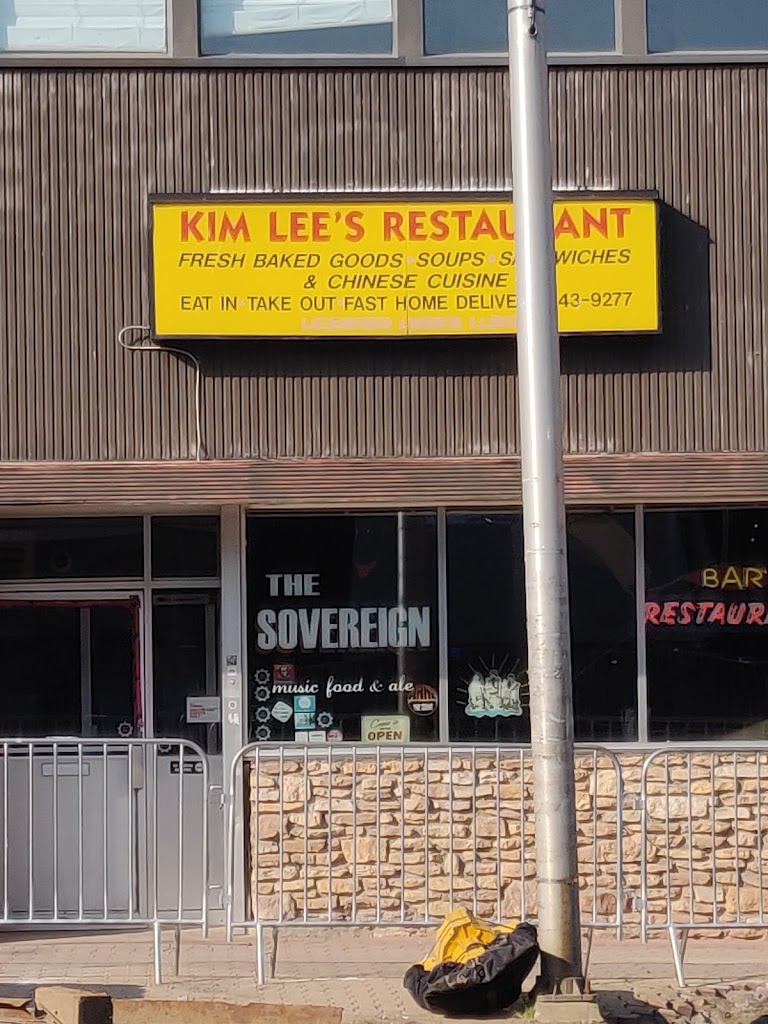 KIM LEE'S RESTAU ANT
FRESH BAKED GOODS SOUPS SA WICHES
& CHINESE CUISINE
EAT IN TAKE OUT FAST HOME DELIVE 43-9277
THE
SOVEREIGN
music food & ale
OPEN
BAR
RESTAUR